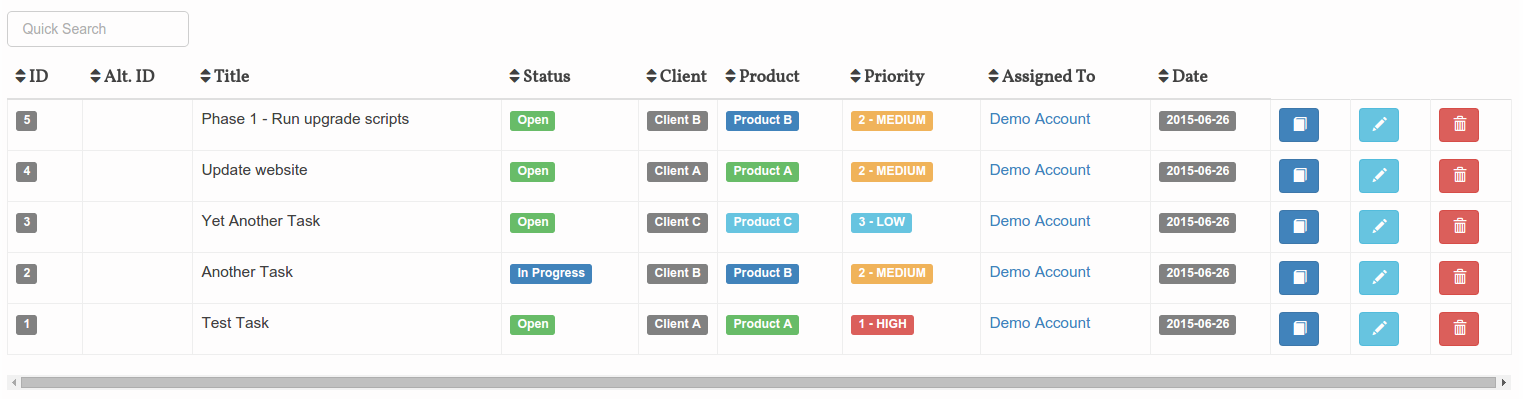 Quick Search
ID Alt. ID Title Status Client Product Priority Assigned To Date
5 Phase 1 - Run upgrade scripts Open Client B Product B 2 - MEDIUM Demo Account 2015-06-26
4 Update website Open Client A Product A 2 - MEDIUM Demo Account 2015-06-26
3 Yet Another Task Open Client C Product C 3 - LOW Demo Account 2015-06-26
2 Another Task In Progress Client B Product B 2 - MEDIUM Demo Account 2015-06-26
1 Test Task Open Client A Product A 1 - HIGH Demo Account 2015-06-26